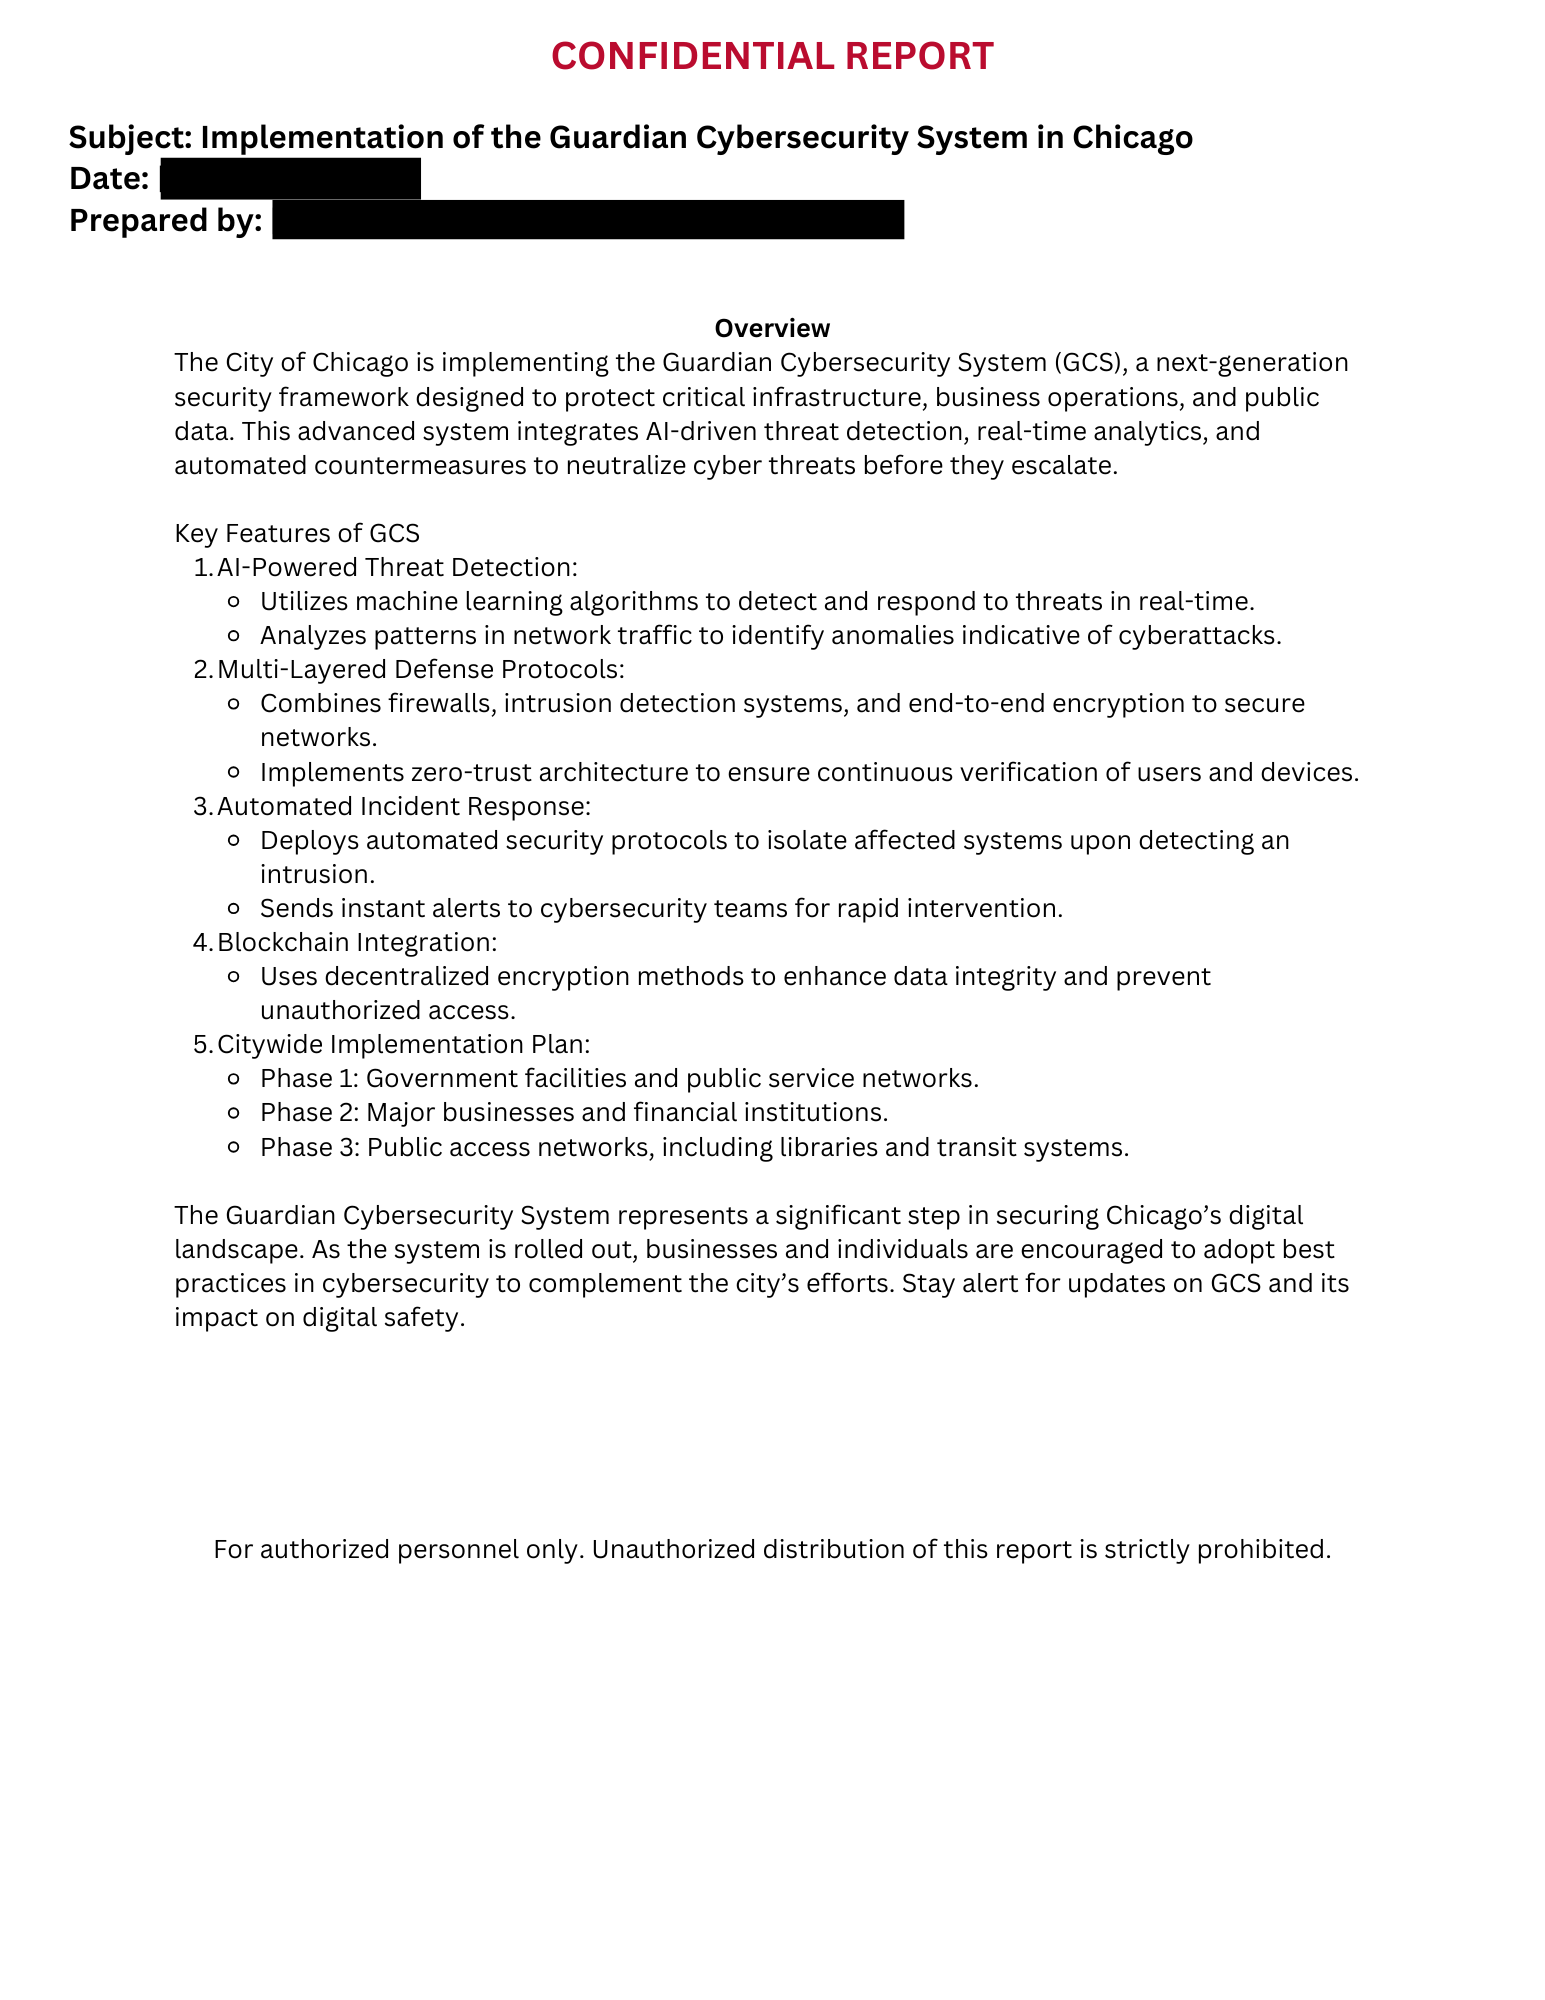 CONFIDENTIAL REPORT
Subject: Implementation of the Guardian Cybersecurity System in Chicago
Date:
Prepared by:
Overview
The City of Chicago is implementing the Guardian Cybersecurity System (GCS), a next-generation
security framework designed to protect critical infrastructure, business operations, and public
data. This advanced system integrates AI-driven threat detection, real-time analytics, and
automated countermeasures to neutralize cyber threats before they escalate.
Key Features of GCS
1. AI-Powered Threat Detection:
Utilizes machine learning algorithms to detect and respond to threats in real-time.
Analyzes patterns in network traffic to identify anomalies indicative of cyberattacks.
2. Multi-Layered Defense Protocols:
Combines firewalls, intrusion detection systems, and end-to-end encryption to secure
networks.
Implements zero-trust architecture to ensure continuous verification of users and devices.
3. Automated Incident Response:
Deploys automated security protocols to isolate affected systems upon detecting an
intrusion.
Sends instant alerts to cybersecurity teams for rapid intervention.
4. Blockchain Integration:
Uses decentralized encryption methods to enhance data integrity and prevent
unauthorized access.
5. Citywide Implementation Plan:
Phase 1: Government facilities and public service networks.
Phase 2: Major businesses and financial institutions.
Phase 3: Public access networks, including libraries and transit systems.
The Guardian Cybersecurity System represents a significant step in securing Chicago’s digital
landscape. As the system is rolled out, businesses and individuals are encouraged to adopt best
practices in cybersecurity to complement the city’s efforts. Stay alert for updates on GCS and its
impact on digital safety.
For authorized personnel only. Unauthorized distribution of this report is strictly prohibited.